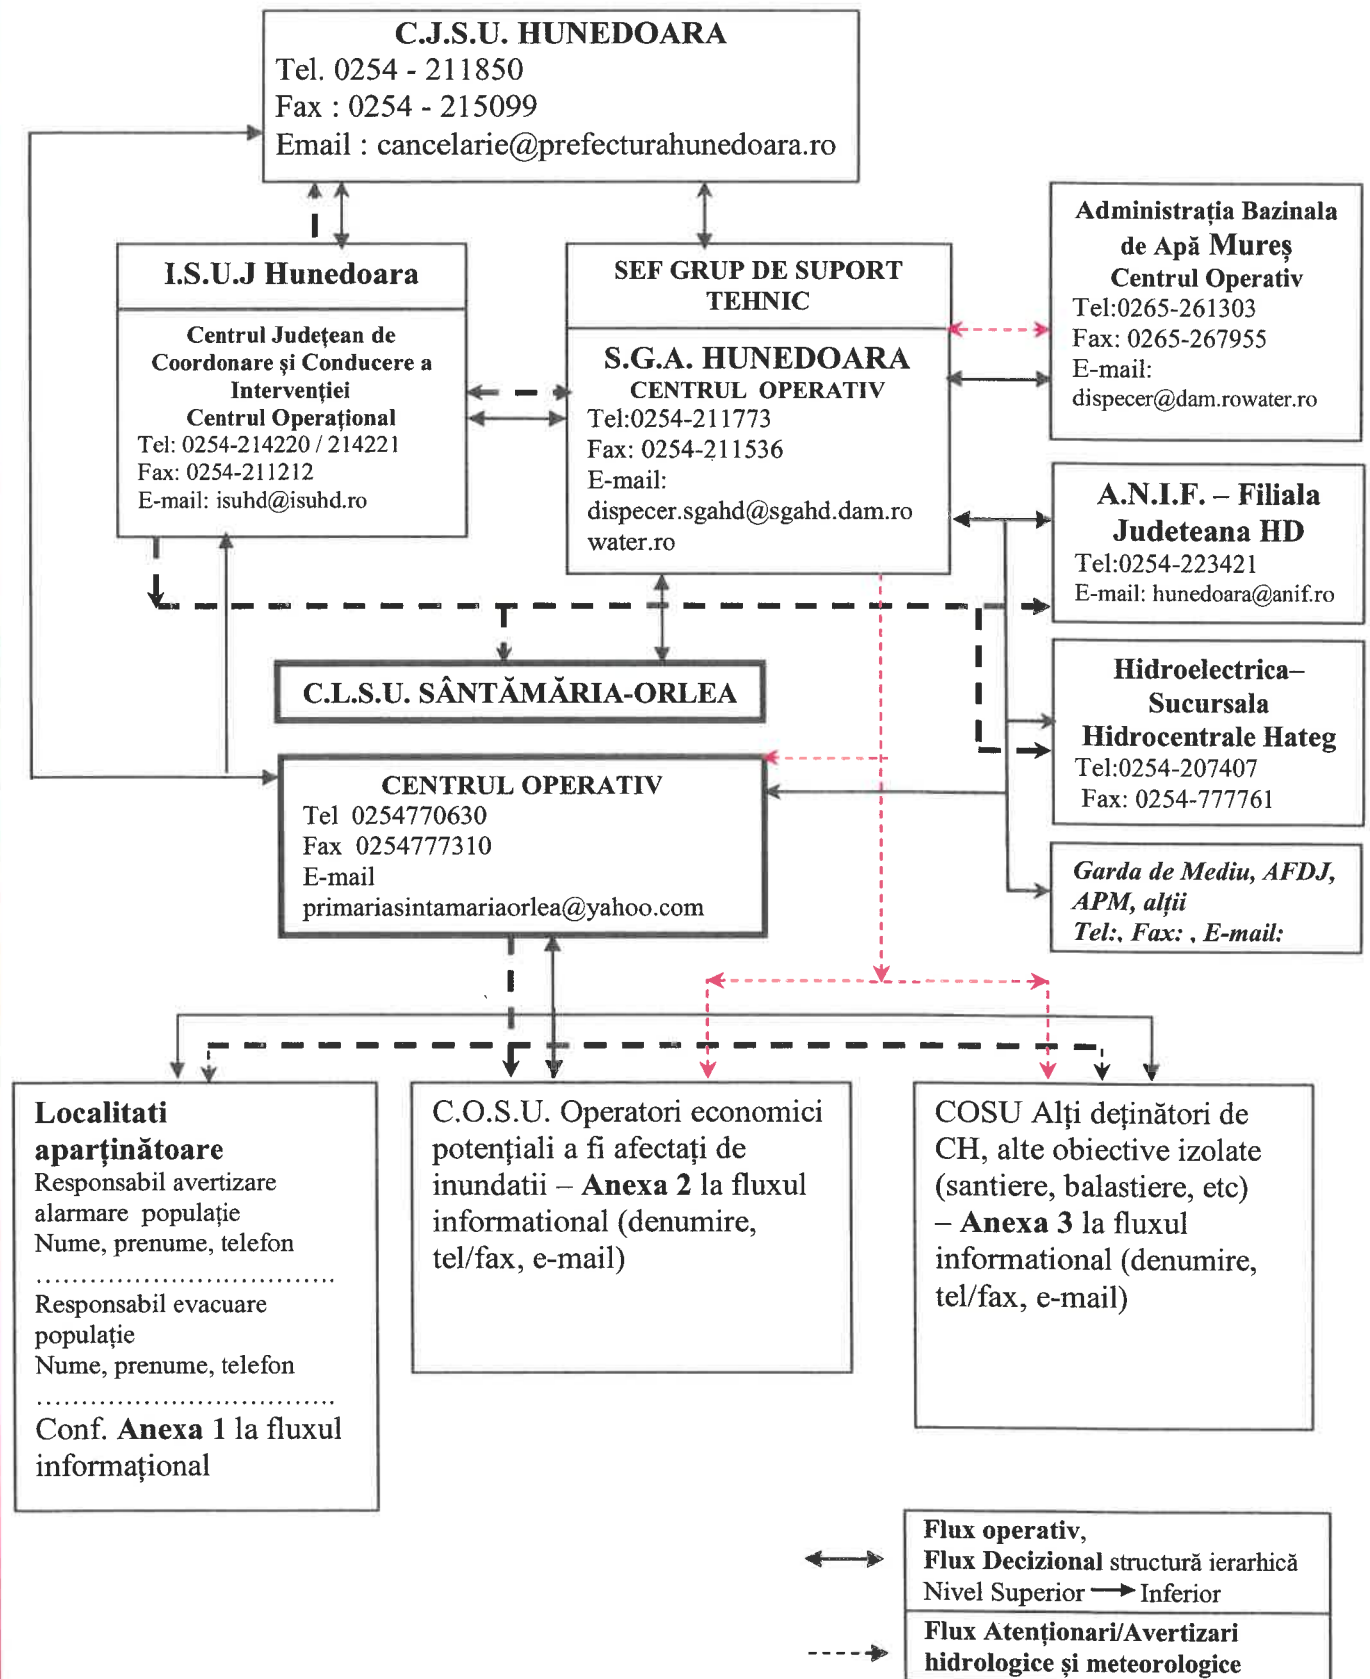 C.J.S.U. HUNEDOARA
Tel. 0254 - 211850
Fax : 0254 - 215099
Email : cancelarie@prefecturahunedoara.ro
I.S.U.J Hunedoara
Centrul Județean de
Coordonare și Conducere a
Intervenției
Centrul Operațional
Tel: 0254-214220 / 214221
Fax: 0254-211212
E-mail: isuhd@isuhd.ro
SEF GRUP DE SUPORT
TEHNIC
S.G.A. HUNEDOARA
CENTRUL OPERATIV
Tel:0254-211773
Fax: 0254-211536
E-mail:
dispecer.sgahd@sgahd.dam.ro
water.ro
Administrația Bazinala
de Apă Mureș
Centrul Operativ
Tel:0265-261303
Fax: 0265-267955
E-mail:
dispecer@dam.rowater.ro
A.N.I.F. – Filiala
Judeteana HD
Tel:0254-223421
E-mail: hunedoara@anif.ro
Hidroelectrica–
Sucursala
Hidrocentrale Hateg
Tel:0254-207407
Fax: 0254-777761
Garda de Mediu, AFDJ,
APM, alții
Tel:, Fax: , E-mail:
C.L.S.U. SÂNTĂMĂRIA-ORLEA
CENTRUL OPERATIV
Tel 0254770630
Fax 0254777310
E-mail
primariasintamariaorlea@yahoo.com
Localitati
aparținătoare
Responsabil avertizare
alarmare populație
Nume, prenume, telefon
.................................
Responsabil evacuare
populație
Nume, prenume, telefon
.................................
Conf. Anexa 1 la fluxul
informațional
C.O.S.U. Operatori economici
potențiali a fi afectați de
inundatii – Anexa 2 la fluxul
informational (denumire,
tel/fax, e-mail)
COSU Alți deținători de
CH, alte obiective izolate
(santiere, balastiere, etc)
– Anexa 3 la fluxul
informational (denumire,
tel/fax, e-mail)
Flux operativ,
Flux Decizional structură ierarhică
Nivel Superior → Inferior
Flux Atenționari/Avertizari
hidrologice și meteorologice